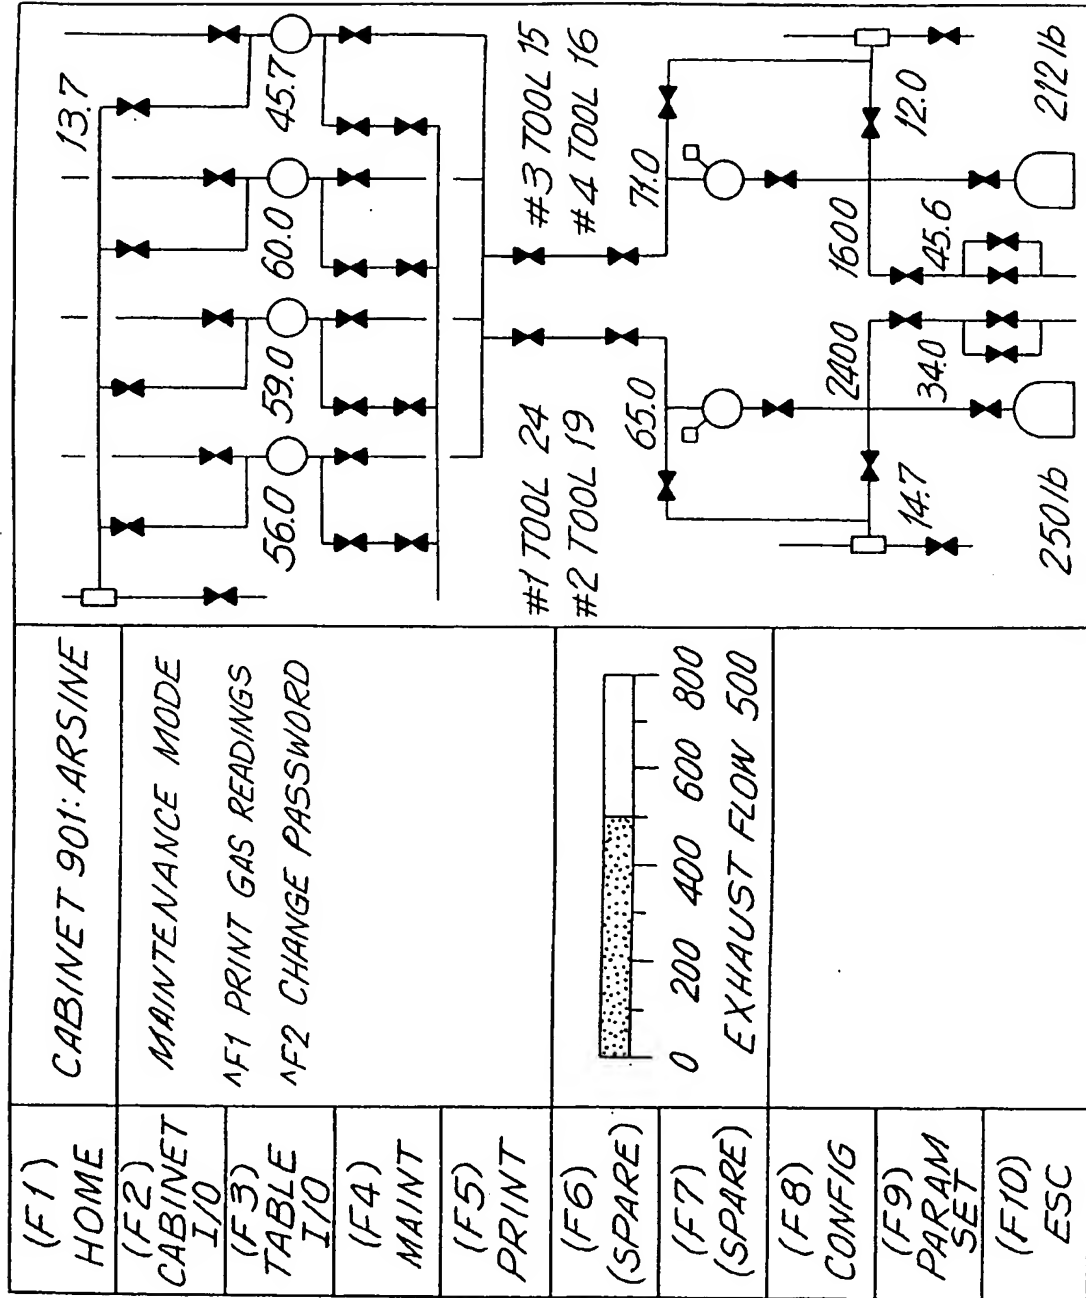 (F1)
HOME
(F2)
CABINET
I/O
(F3)
TABLE
I/O
(F4)
MAINT
(F5)
PRINT
(F6)
(SPARE)
(F7)
(SPARE)
(F8)
CONFIG
(F9)
PARAM
SET
(F10)
ESC
CABINET 901: ARSINE
MAINTENANCE MODE
^F1 PRINT GAS READINGS
^F2 CHANGE PASSWORD
0 200 400 600 800
EXHAUST FLOW 500
13.7
56.0 59.0 60.0 45.7
#1 TOOL 24
#2 TOOL 19
#3 TOOL 15
#4 TOOL 16
65.0 71.0
2400 1600
14.7 34.0 45.6 12.0
250 lb 212 lb